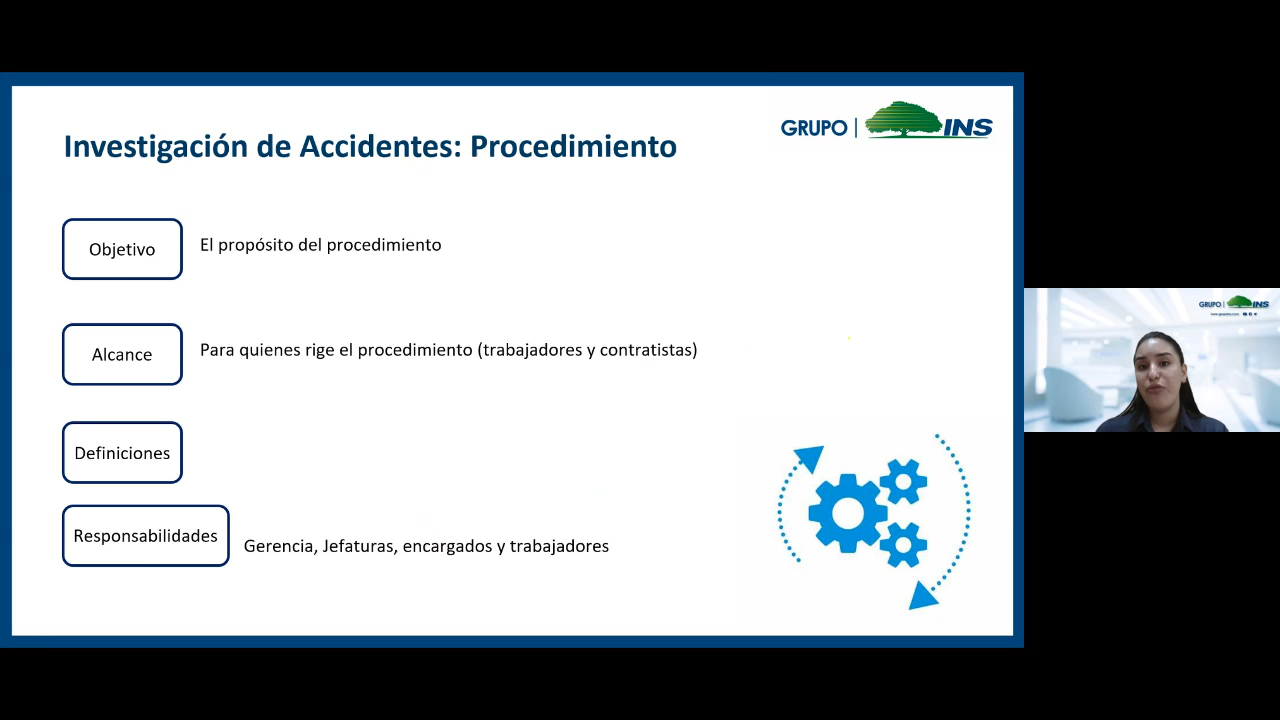 Investigación de Accidentes: Procedimiento
GRUPO | INS
Objetivo
El propósito del procedimiento
Alcance
Para quienes rige el procedimiento (trabajadores y contratistas)
Definiciones
Responsabilidades
Gerencia, Jefaturas, encargados y trabajadores
GRUPO | INS